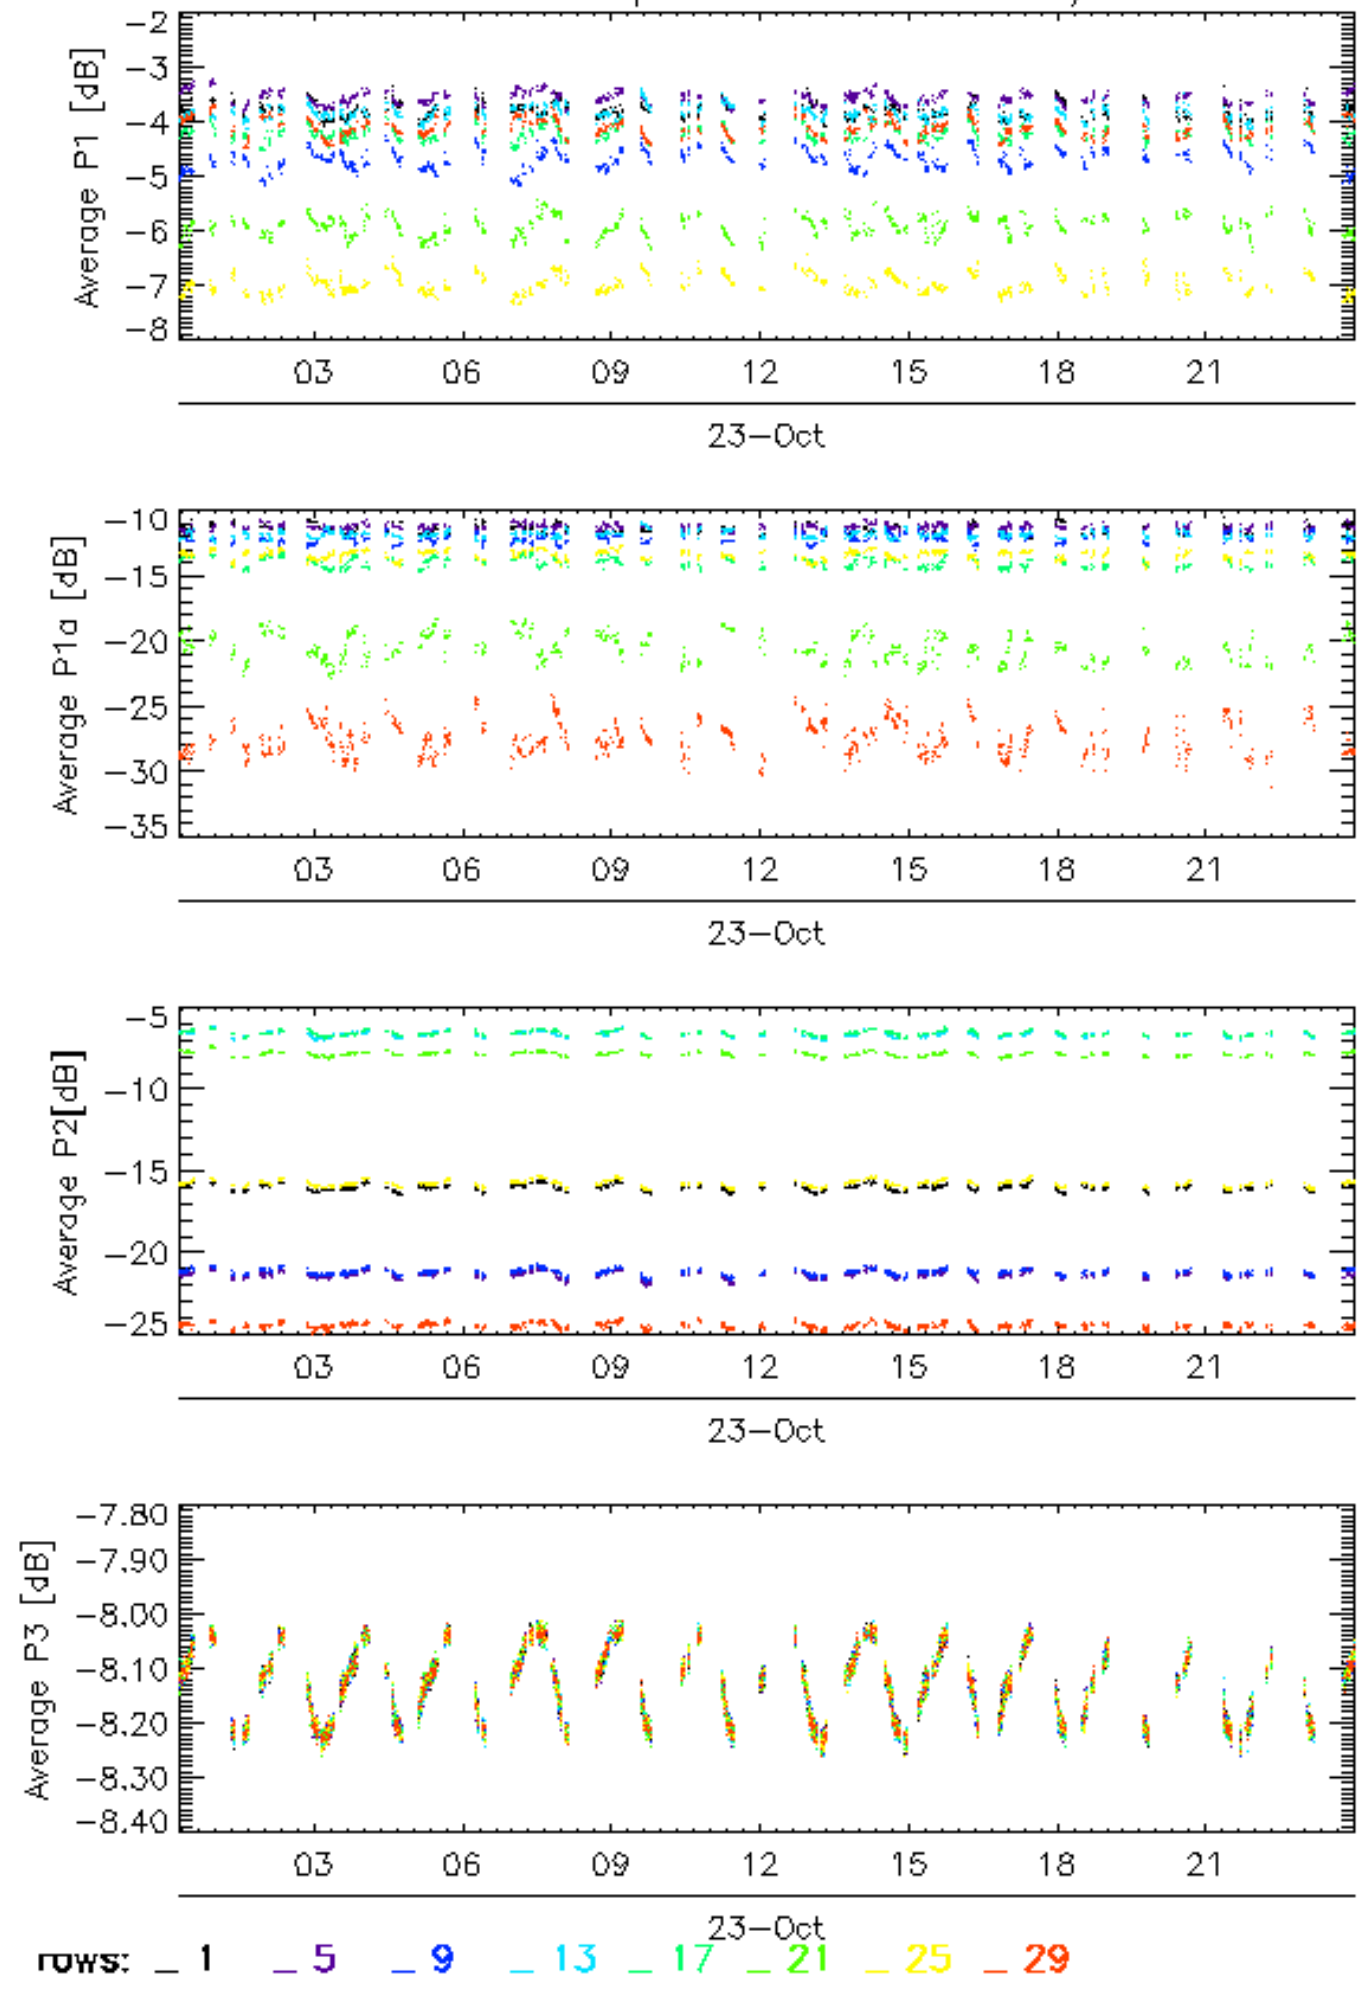 Average P1 [dB]
-2
-3
-4
-5
-6
-7
-8
03 06 09 12 15 18 21
23-Oct
Average P1a [dB]
-10
-15
-20
-25
-30
-35
03 06 09 12 15 18 21
23-Oct
Average P2[dB]
-5
-10
-15
-20
-25
03 06 09 12 15 18 21
23-Oct
Average P3 [dB]
-7.80
-7.90
-8.00
-8.10
-8.20
-8.30
-8.40
03 06 09 12 15 18 21
23-Oct
rows: _ 1 _ 5 _ 9 _ 13 _ 17 _ 21 _ 25 _ 29